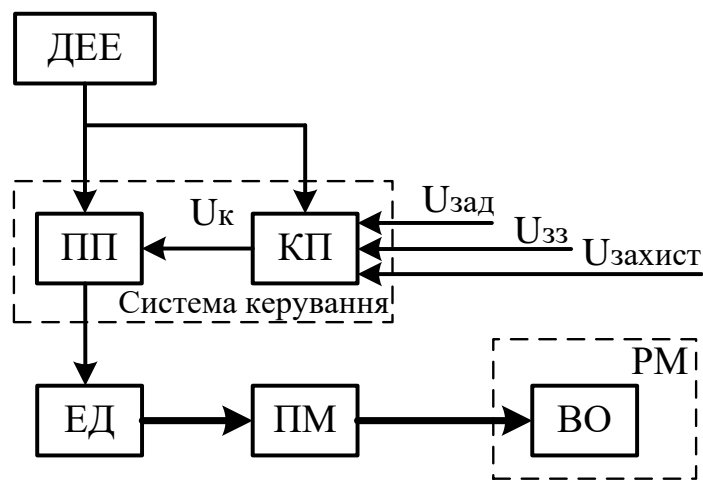 ДЕЕ
Uзад
Uк
Uзз
ПП
КП
Uзахист
Система керування
РМ
ЕД
ПМ
ВО